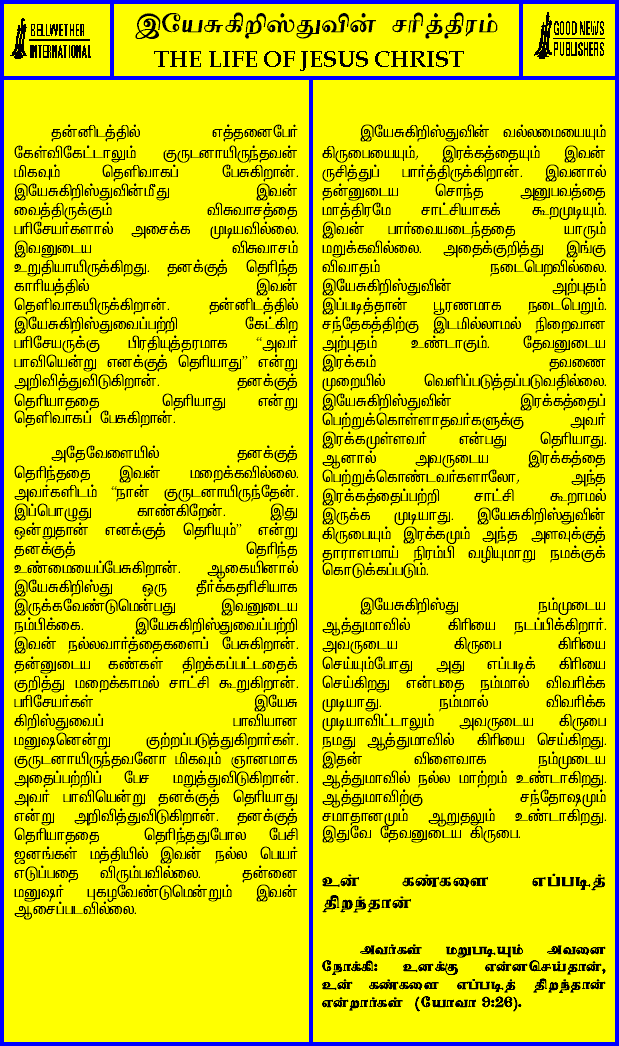 BELLWETHER
INTERNATIONAL
இயேசுகிறிஸ்துவின் சரித்திரம்
THE LIFE OF JESUS CHRIST
GOOD NEWS
PUBLISHERS
தன்னிடத்தில் எத்தனைபேர்
கேள்விகேட்டாலும் குருடனாயிருந்தவன்
மிகவும் தெளிவாகப் பேசுகிறான்.
இயேசுகிறிஸ்துவின்மீது இவன்
வைத்திருக்கும் விசுவாசத்தை
பரிசேயர்களால் அசைக்க முடியவில்லை.
இவனுடைய விசுவாசம்
உறுதியாயிருக்கிறது. தனக்குத் தெரிந்த
காரியத்தில் இவன்
தெளிவாகயிருக்கிறான். தன்னிடத்தில்
இயேசுகிறிஸ்துவைப்பற்றி கேட்கிற
பரிசேயருக்கு பிரதியுத்தரமாக “அவர்
பாவியென்று எனக்குத் தெரியாது” என்று
அறிவித்துவிடுகிறான். தனக்குத்
தெரியாததை தெரியாது என்று
தெளிவாகப் பேசுகிறான்.
அதேவேளையில் தனக்குத்
தெரிந்ததை இவன் மறைக்கவில்லை.
அவர்களிடம் “நான் குருடனாயிருந்தேன்.
இப்பொழுது காண்கிறேன். இது
ஒன்றுதான் எனக்குத் தெரியும்” என்று
தனக்குத் தெரிந்த
உண்மையைப்பேசுகிறான். ஆகையினால்
இயேசுகிறிஸ்து ஒரு தீர்க்கதரிசியாக
இருக்கவேண்டுமென்பது இவனுடைய
நம்பிக்கை. இயேசுகிறிஸ்துவைப்பற்றி
இவன் நல்லவார்த்தைகளைப் பேசுகிறான்.
தன்னுடைய கண்கள் திறக்கப்பட்டதைக்
குறித்து மறைக்காமல் சாட்சி கூறுகிறான்.
பரிசேயர்கள் இயேசு
கிறிஸ்துவைப் பாவியான
மனுஷனென்று குற்றப்படுத்துகிறார்கள்.
குருடனாயிருந்தவனோ மிகவும் ஞானமாக
அதைப்பற்றிப் பேச மறுத்துவிடுகிறான்.
அவர் பாவியென்று தனக்குத் தெரியாது
என்று அறிவித்துவிடுகிறான். தனக்குத்
தெரியாததை தெரிந்ததுபோல பேசி
ஜனங்கள் மத்தியில் இவன் நல்ல பெயர்
எடுப்பதை விரும்பவில்லை. தன்னை
மனுஷர் புகழவேண்டுமென்றும் இவன்
ஆசைப்படவில்லை.
இயேசுகிறிஸ்துவின் வல்லமையையும்
கிருபையையும், இரக்கத்தையும் இவன்
ருசித்துப் பார்த்திருக்கிறான். இவனால்
தன்னுடைய சொந்த அனுபவத்தை
மாத்திரமே சாட்சியாகக் கூறமுடியும்.
இவன் பார்வையடைந்ததை யாரும்
மறுக்கவில்லை. அதைக்குறித்து இங்கு
விவாதம் நடைபெறவில்லை.
இயேசுகிறிஸ்துவின் அற்புதம்
இப்படித்தான் பூரணமாக நடைபெறும்.
சந்தேகத்திற்கு இடமில்லாமல் நிறைவான
அற்புதம் உண்டாகும். தேவனுடைய
இரக்கம் தவணை
முறையில் வெளிப்படுத்தப்படுவதில்லை.
இயேசுகிறிஸ்துவின் இரக்கத்தைப்
பெற்றுக்கொள்ளாதவர்களுக்கு அவர்
இரக்கமுள்ளவர் என்பது தெரியாது.
ஆனால் அவருடைய இரக்கத்தை
பெற்றுக்கொண்டவர்களாலோ, அந்த
இரக்கத்தைப்பற்றி சாட்சி கூறாமல்
இருக்க முடியாது. இயேசுகிறிஸ்துவின்
கிருபையும் இரக்கமும் அந்த அளவுக்குத்
தாராளமாய் நிரம்பி வழியுமாறு நமக்குக்
கொடுக்கப்படும்.
இயேசுகிறிஸ்து நம்முடைய
ஆத்துமாவில் கிரியை நடப்பிக்கிறார்.
அவருடைய கிருபை கிரியை
செய்யும்போது அது எப்படிக் கிரியை
செய்கிறது என்பதை நம்மால் விவரிக்க
முடியாது. நம்மால் விவரிக்க
முடியாவிட்டாலும் அவருடைய கிருபை
நமது ஆத்துமாவில் கிரியை செய்கிறது.
இதன் விளைவாக நம்முடைய
ஆத்துமாவில் நல்ல மாற்றம் உண்டாகிறது.
ஆத்துமாவிற்கு சந்தோஷமும்
சமாதானமும் ஆறுதலும் உண்டாகிறது.
இதுவே தேவனுடைய கிருபை.
உன் கண்களை எப்படித்
திறந்தான்
அவர்கள் மறுபடியும் அவனை
நோக்கி: உனக்கு என்னசெய்தான்,
உன் கண்களை எப்படித் திறந்தான்
என்றார்கள் (யோவா 9:26).